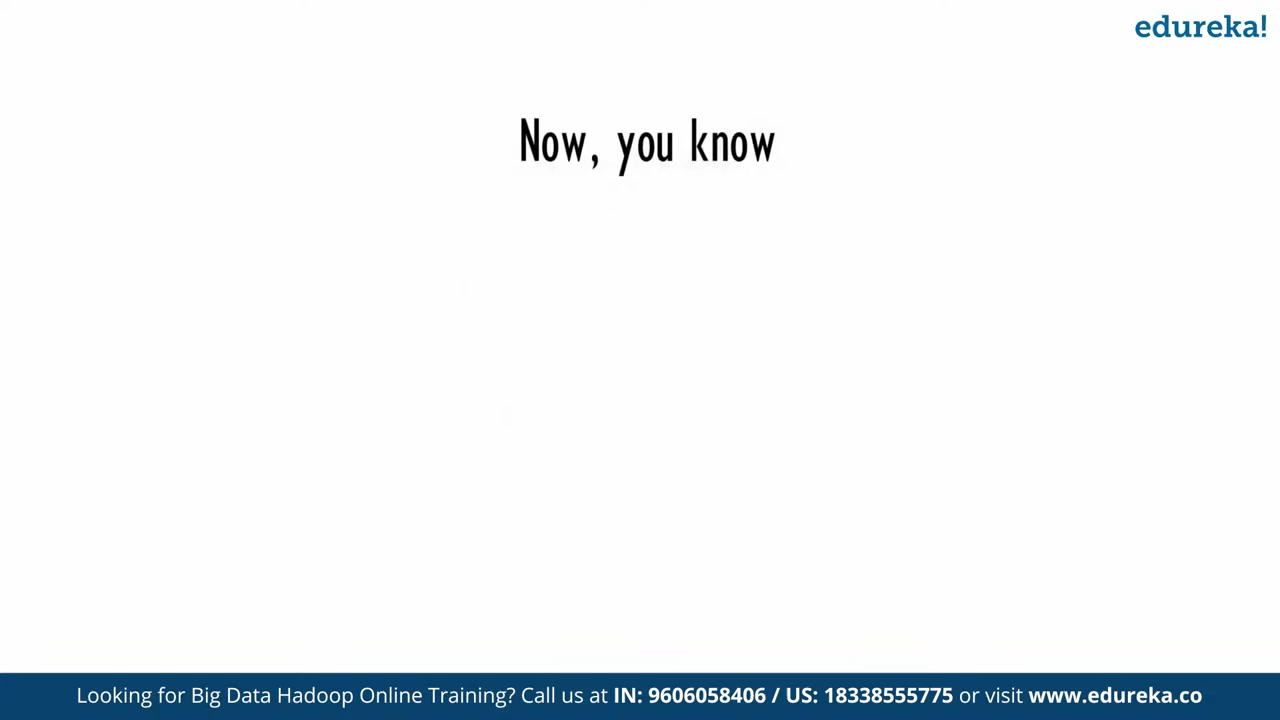 edureka!
Now, you know
Looking for Big Data Hadoop Online Training? Call us at IN: 9606058406 / US: 18338555775 or visit www.edureka.co